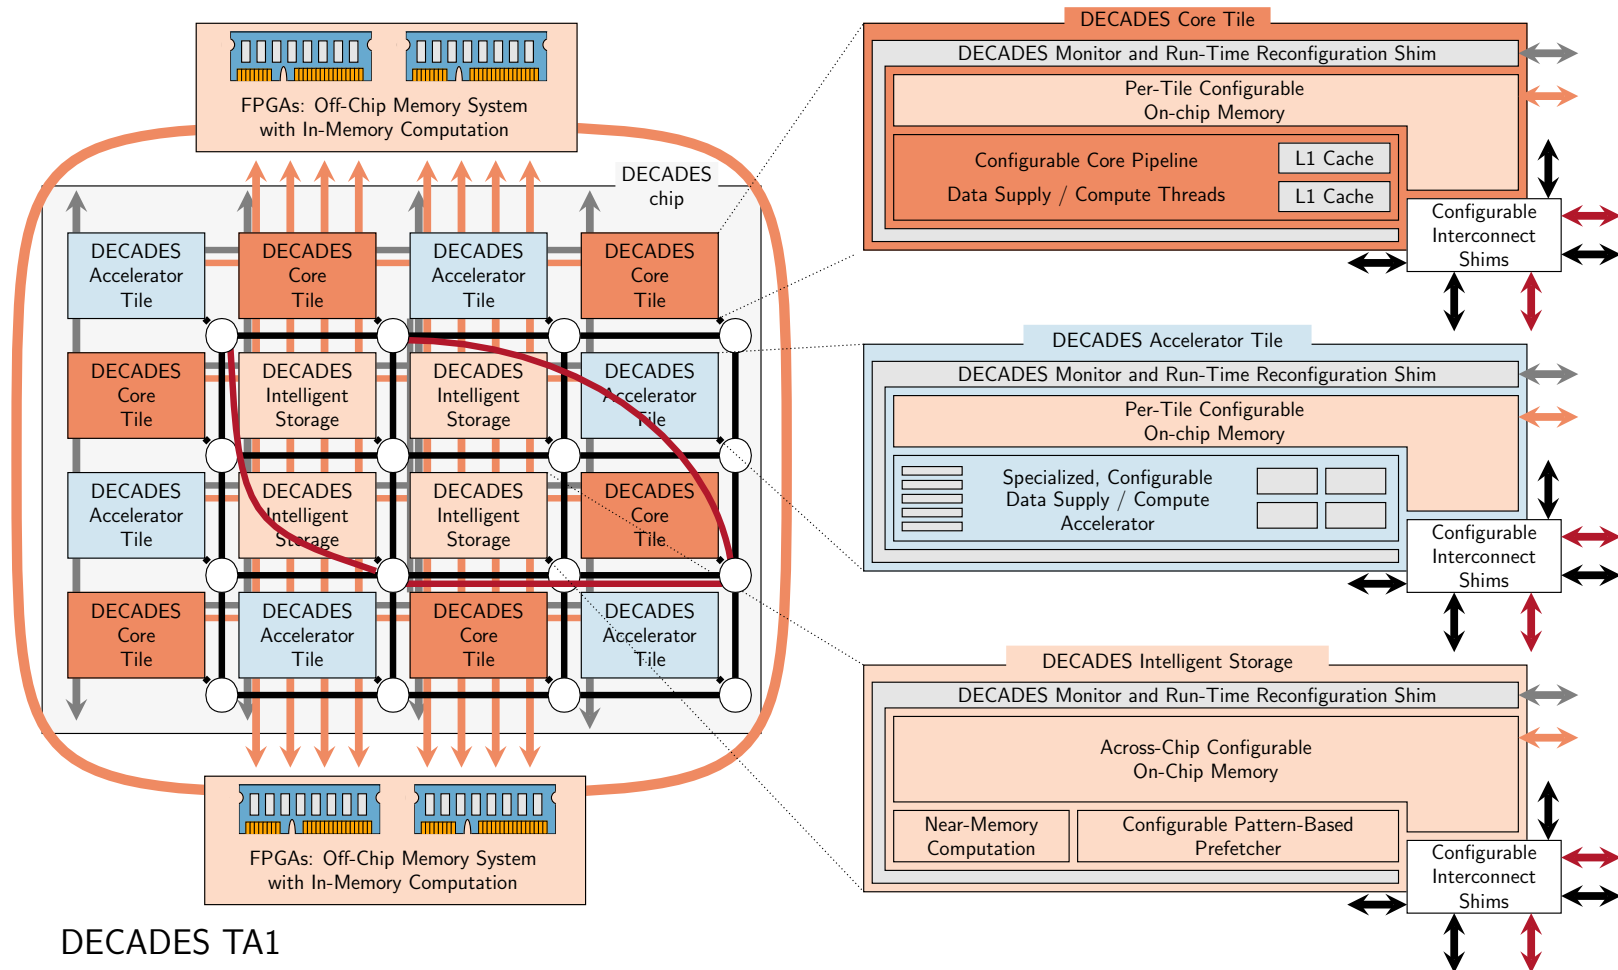 FPGAs: Off-Chip Memory System
with In-Memory Computation
DECADES
chip
DECADES
Accelerator
Tile
DECADES
Core
Tile
DECADES
Accelerator
Tile
DECADES
Core
Tile
DECADES
Core
Tile
DECADES
Intelligent
Storage
DECADES
Intelligent
Storage
DECADES
Accelerator
Tile
DECADES
Accelerator
Tile
DECADES
Intelligent
Storage
DECADES
Intelligent
Storage
DECADES
Core
Tile
DECADES
Core
Tile
DECADES
Accelerator
Tile
DECADES
Core
Tile
DECADES
Accelerator
Tile
FPGAs: Off-Chip Memory System
with In-Memory Computation
DECADES TA1
DECADES Core Tile
DECADES Monitor and Run-Time Reconfiguration Shim
Per-Tile Configurable
On-chip Memory
Configurable Core Pipeline
L1 Cache
Data Supply / Compute Threads
L1 Cache
Configurable
Interconnect
Shims
DECADES Accelerator Tile
DECADES Monitor and Run-Time Reconfiguration Shim
Per-Tile Configurable
On-chip Memory
Specialized, Configurable
Data Supply / Compute
Accelerator
Configurable
Interconnect
Shims
DECADES Intelligent Storage
DECADES Monitor and Run-Time Reconfiguration Shim
Across-Chip Configurable
On-Chip Memory
Near-Memory
Computation
Configurable Pattern-Based
Prefetcher
Configurable
Interconnect
Shims